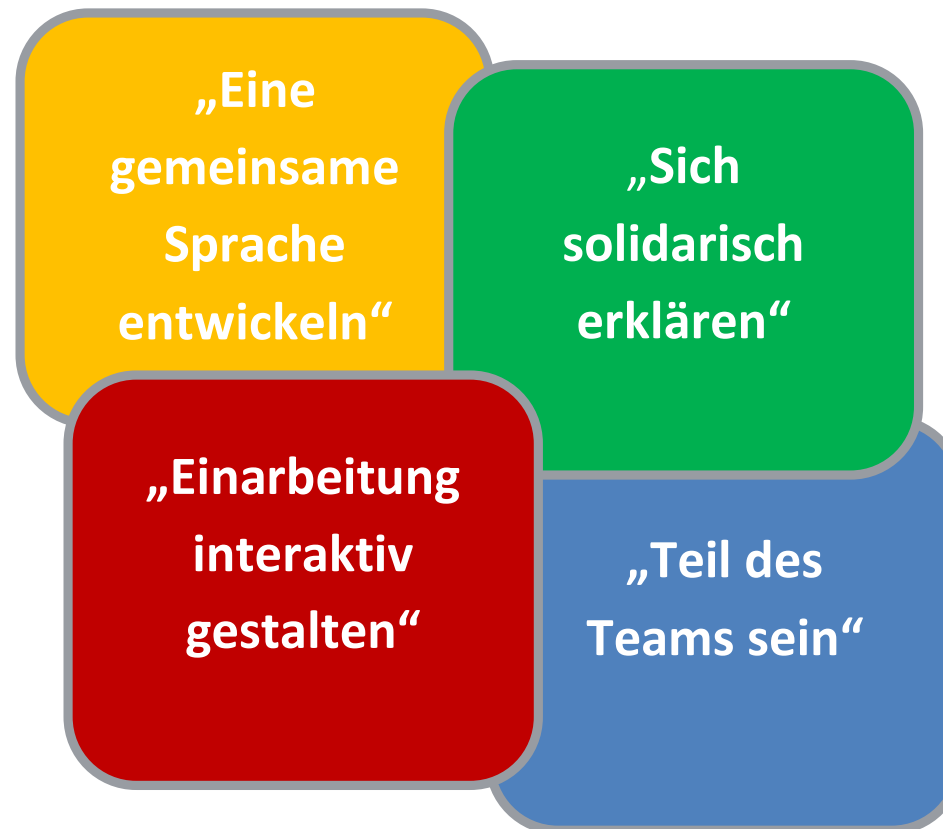 „Eine
gemeinsame
Sprache
entwickeln“
„Sich
solidarisch
erklären“
„Einarbeitung
interaktiv
gestalten“
„Teil des
Teams sein“